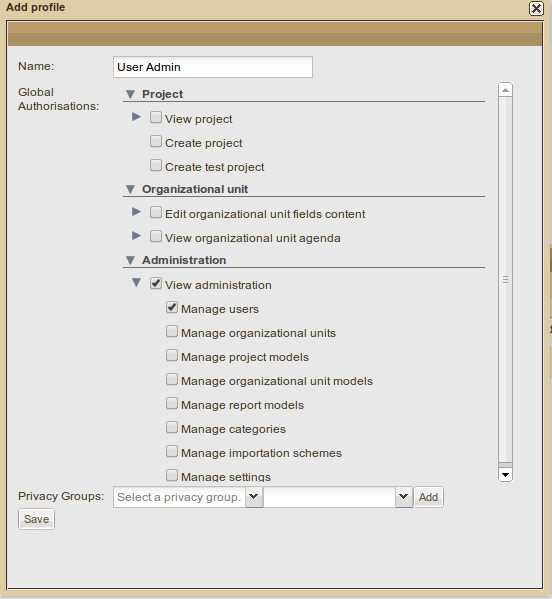 Add profile
Name: User Admin
Global
Authorisations:
Project
View project
Create project
Create test project
Organizational unit
Edit organizational unit fields content
View organizational unit agenda
Administration
View administration
Manage users
Manage organizational units
Manage project models
Manage organizational unit models
Manage report models
Manage categories
Manage importation schemes
Manage settings
Privacy Groups: Select a privacy group. Add
Save